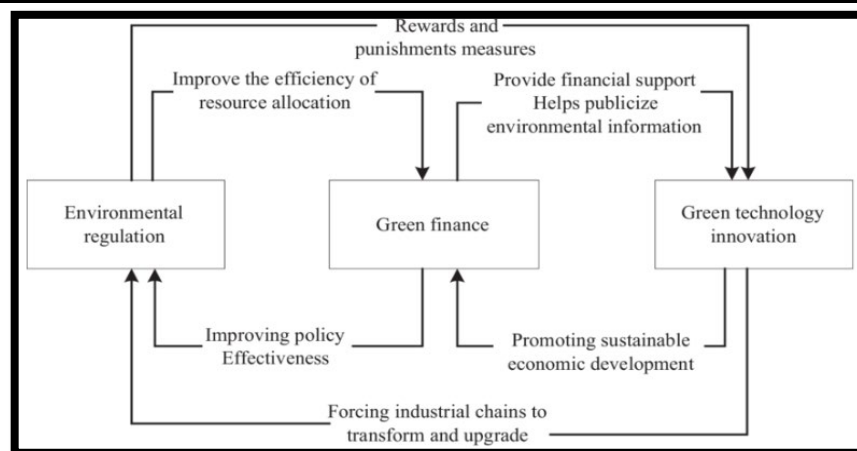 Rewards and
punishments measures
Improve the efficiency of
resource allocation
Provide financial support
Helps publicize
environmental information
Environmental
regulation
Green finance
Green technology
innovation
Improving policy
Effectiveness
Promoting sustainable
economic development
Forcing industrial chains to
transform and upgrade